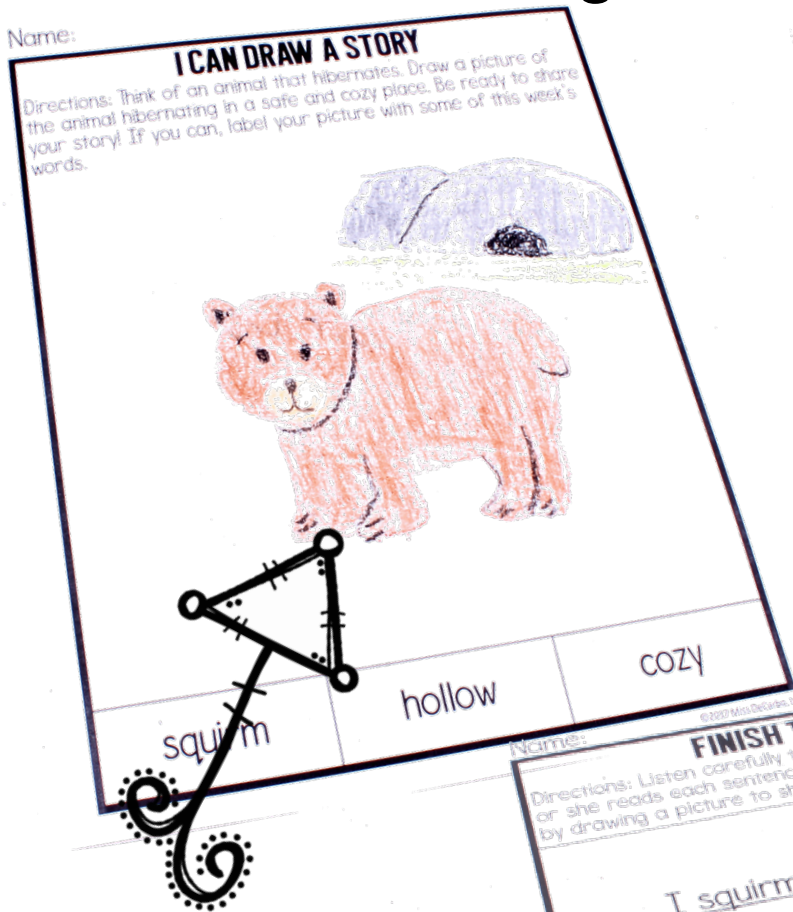 Name:
I CAN DRAW A STORY
Directions: Think of an animal that hibernates. Draw a picture of
the animal hibernating in a safe and cozy place. Be ready to share
your story! If you can, label your picture with some of this week's
words.
squirm
hollow
cozy
Name:
FINISH
Directions: Listen carefully
or she reads each
by drawing a picture to
I squirm